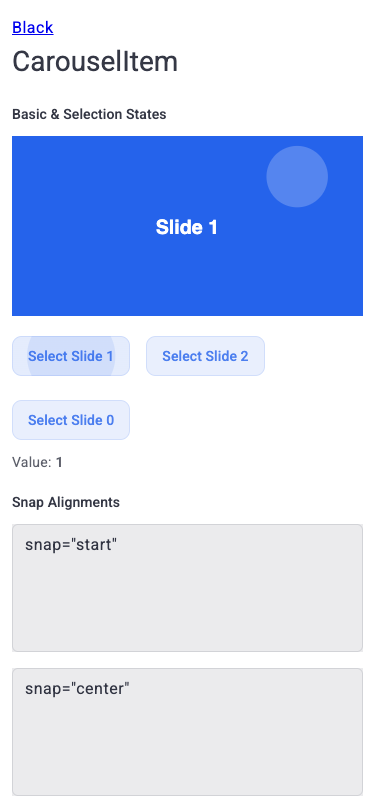 Black
CarouselItem
Basic & Selection States
Slide 1
Select Slide 1 Select Slide 2
Select Slide 0
Value: 1
Snap Alignments
snap="start"
snap="center"